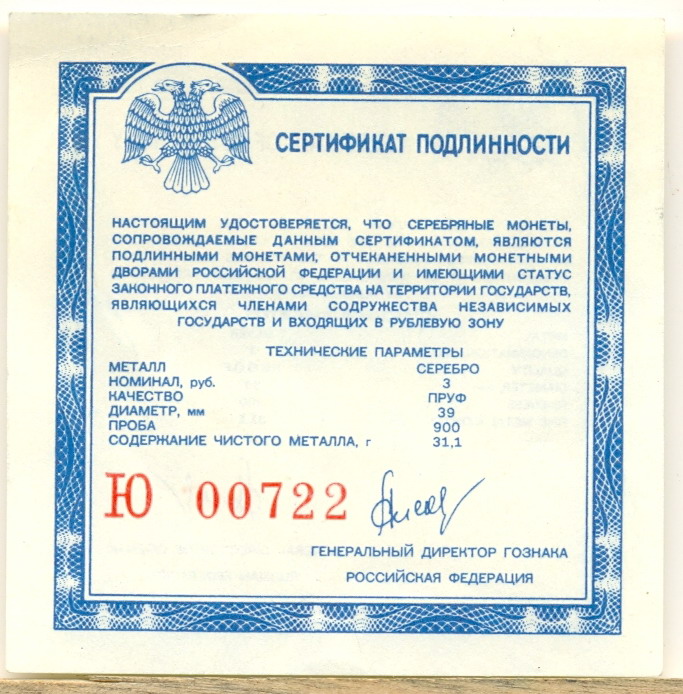 СЕРТИФИКАТ ПОДЛИННОСТИ
НАСТОЯЩИМ УДОСТОВЕРЯЕТСЯ, ЧТО СЕРЕБРЯНЫЕ МОНЕТЫ,
СОПРОВОЖДАЕМЫЕ ДАННЫМ СЕРТИФИКАТОМ, ЯВЛЯЮТСЯ
ПОДЛИННЫМИ МОНЕТАМИ, ОТЧЕКАНЕННЫМИ МОНЕТНЫМИ
ДВОРАМИ РОССИЙСКОЙ ФЕДЕРАЦИИ И ИМЕЮЩИМИ СТАТУС
ЗАКОННОГО ПЛАТЕЖНОГО СРЕДСТВА НА ТЕРРИТОРИИ ГОСУДАРСТВ,
ЯВЛЯЮЩИХСЯ ЧЛЕНАМИ СОДРУЖЕСТВА НЕЗАВИСИМЫХ
ГОСУДАРСТВ И ВХОДЯЩИХ В РУБЛЕВУЮ ЗОНУ
ТЕХНИЧЕСКИЕ ПАРАМЕТРЫ
МЕТАЛЛ СЕРЕБРО
НОМИНАЛ, руб. 3
КАЧЕСТВО ПРУФ
ДИАМЕТР, мм 39
ПРОБА 900
СОДЕРЖАНИЕ ЧИСТОГО МЕТАЛЛА, г 31,1
Ю 00722
ГЕНЕРАЛЬНЫЙ ДИРЕКТОР ГОЗНАКА
РОССИЙСКАЯ ФЕДЕРАЦИЯ